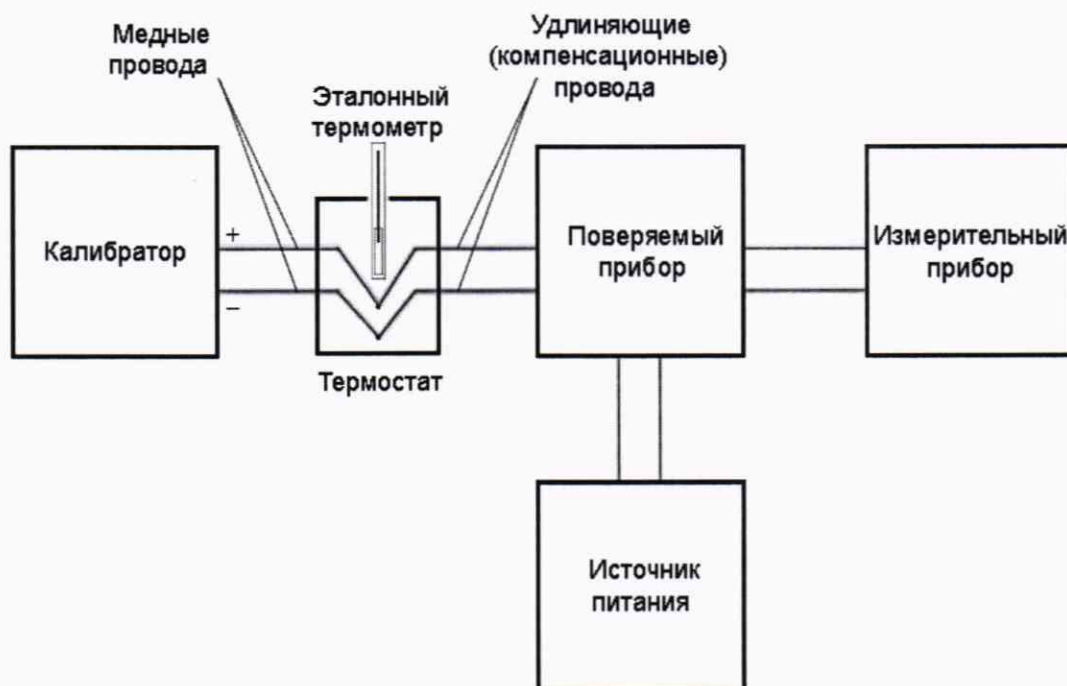 Медные
провода
Удлиняющие
(компенсационные)
провода
Эталонный
термометр
Калибратор
+
−
Термостат
Поверяемый
прибор
Измерительный
прибор
Источник
питания